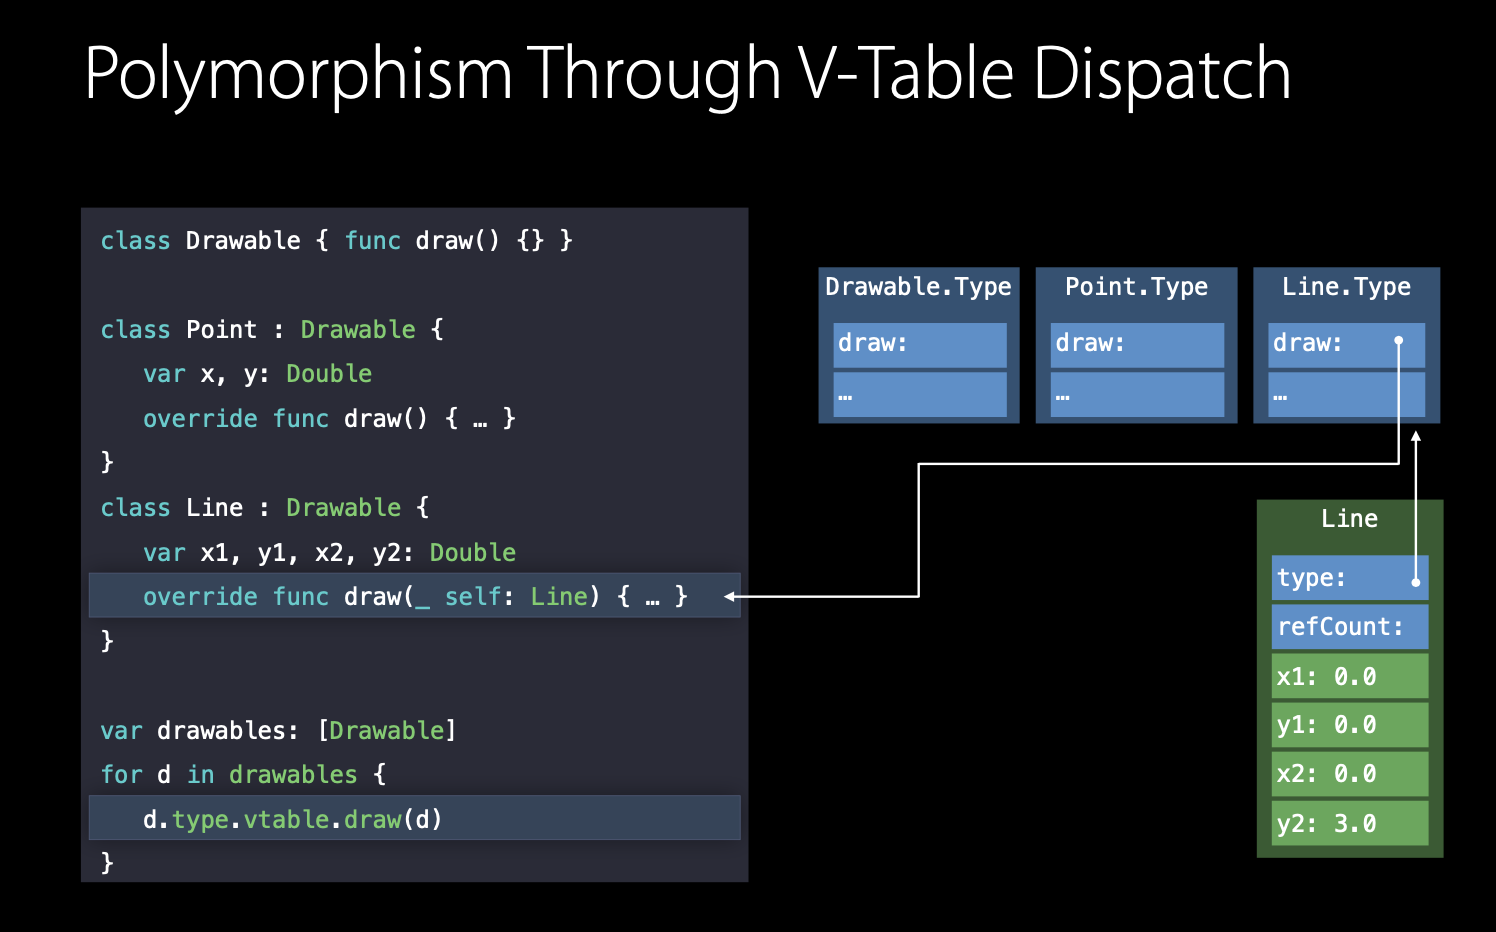 Polymorphism Through V-Table Dispatch
class Drawable { func draw() {} }
class Point : Drawable {
   var x, y: Double
   override func draw() { … }
}
class Line : Drawable {
   var x1, y1, x2, y2: Double
   override func draw(_ self: Line) { … }
}
var drawables: [Drawable]
for d in drawables {
   d.type.vtable.draw(d)
}
Drawable.Type
draw:
…
Point.Type
draw:
…
Line.Type
draw:
…
Line
type:
refCount:
x1: 0.0
y1: 0.0
x2: 0.0
y2: 3.0